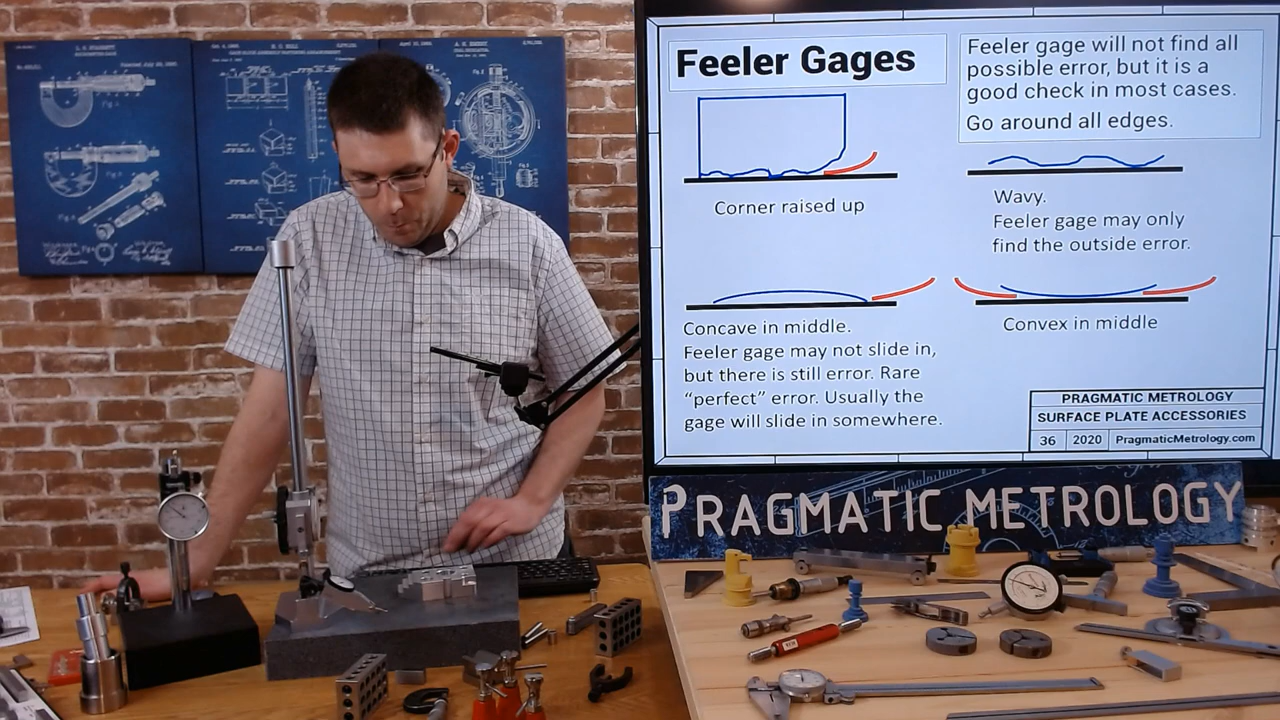 Feeler Gages
Feeler gage will not find all
possible error, but it is a
good check in most cases.
Go around all edges.
Corner raised up
Wavy.
Feeler gage may only
find the outside error.
Concave in middle.
Feeler gage may not slide in,
but there is still error. Rare
“perfect” error. Usually the
gage will slide in somewhere.
Convex in middle
PRAGMATIC METROLOGY
SURFACE PLATE ACCESSORIES
36 2020 PragmaticMetrology.com
PRAGMATIC METROLOGY